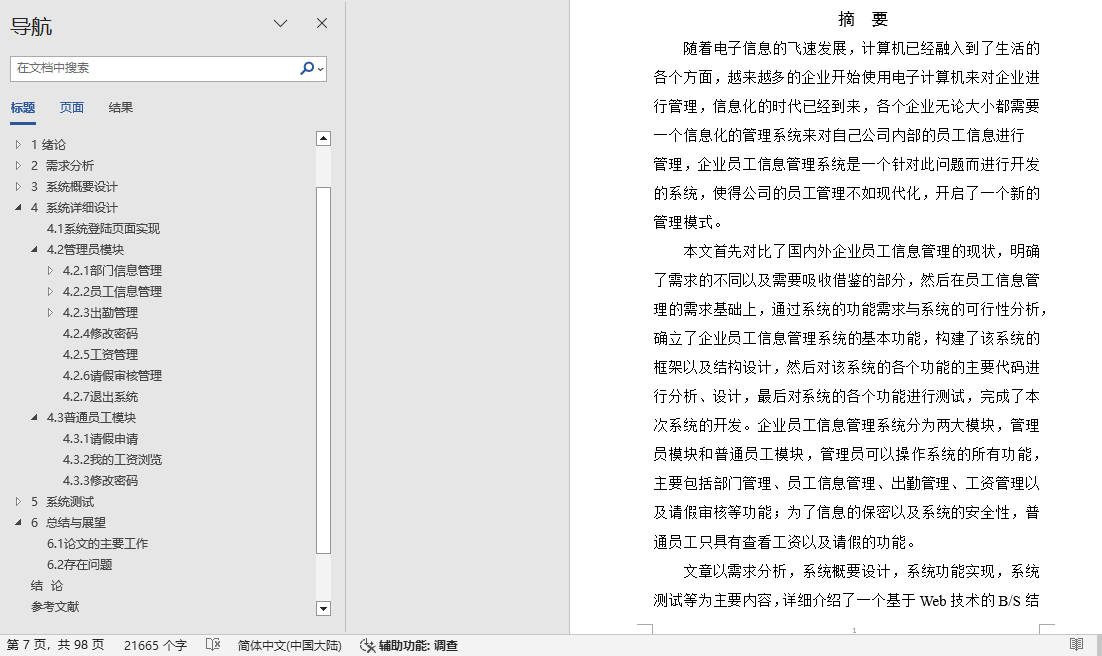 导航
在文档中搜索
标题 页面 结果
1 绪论
2 需求分析
3 系统概要设计
4 系统详细设计
4.1系统登陆页面实现
4.2管理员模块
4.2.1部门信息管理
4.2.2员工信息管理
4.2.3出勤管理
4.2.4修改密码
4.2.5工资管理
4.2.6请假审核管理
4.2.7退出系统
4.3普通员工模块
4.3.1请假申请
4.3.2我的工资浏览
4.3.3修改密码
5 系统测试
6 总结与展望
6.1论文的主要工作
6.2存在问题
结 论
参考文献
摘 要
随着电子信息的飞速发展，计算机已经融入到了生活的
各个方面，越来越多的企业开始使用电子计算机来对企业进
行管理，信息化的时代已经到来，各个企业无论大小都需要
一个信息化的管理系统来对自己公司内部的员工信息进行
管理，企业员工信息管理系统是一个针对此问题而进行开发
的系统，使得公司的员工管理不如现代化，开启了一个新的
管理模式。
本文首先对比了国内外企业员工信息管理的现状，明确
了需求的不同以及需要吸收借鉴的部分，然后在员工信息管
理的需求基础上，通过系统的功能需求与系统的可行性分析，
确立了企业员工信息管理系统的基本功能，构建了该系统的
框架以及结构设计，然后对该系统的各个功能的主要代码进
行分析、设计，最后对系统的各个功能进行测试，完成了本
次系统的开发。企业员工信息管理系统分为两大模块，管理
员模块和普通员工模块，管理员可以操作系统的所有功能，
主要包括部门管理、员工信息管理、出勤管理、工资管理以
及请假审核等功能；为了信息的保密以及系统的安全性，普
通员工只具有查看工资以及请假的功能。
文章以需求分析，系统概要设计，系统功能实现，系统
测试等为主要内容，详细介绍了一个基于 Web 技术的 B/S 结
1
第 7 页，共 98 页 21665 个字 简体中文(中国大陆) 辅助功能: 调查